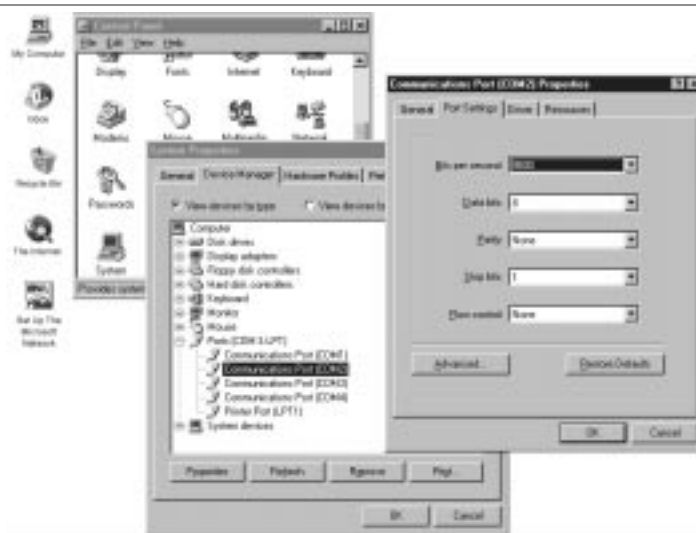 My Computer
Inbox
Recycle Bin
The Internet
Set Up The
Microsoft
Network
Control Panel
File Edit View Help
Display Fonts Internet Keyboard
Modems Mouse Multimedia Network
Passwords
System
Provides system
System Properties
General Device Manager Hardware Profiles
View devices by type View devices by
Computer
Disk drives
Display adapters
Floppy disk controllers
Hard disk controllers
Keyboard
Monitor
Mouse
Ports (COM & LPT)
Communications Port (COM1)
Communications Port (COM2)
Communications Port (COM3)
Communications Port (COM4)
Printer Port (LPT1)
System devices
Properties Refresh Remove Print...
OK Cancel
Communications Port (COM2) Properties
General Port Settings Driver Resources
Bits per second: 9600
Data bits: 8
Parity: None
Stop bits: 1
Flow control: None
Advanced... Restore Defaults
OK Cancel